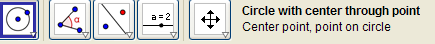 α
a = 2
Circle with center through point
Center point, point on circle